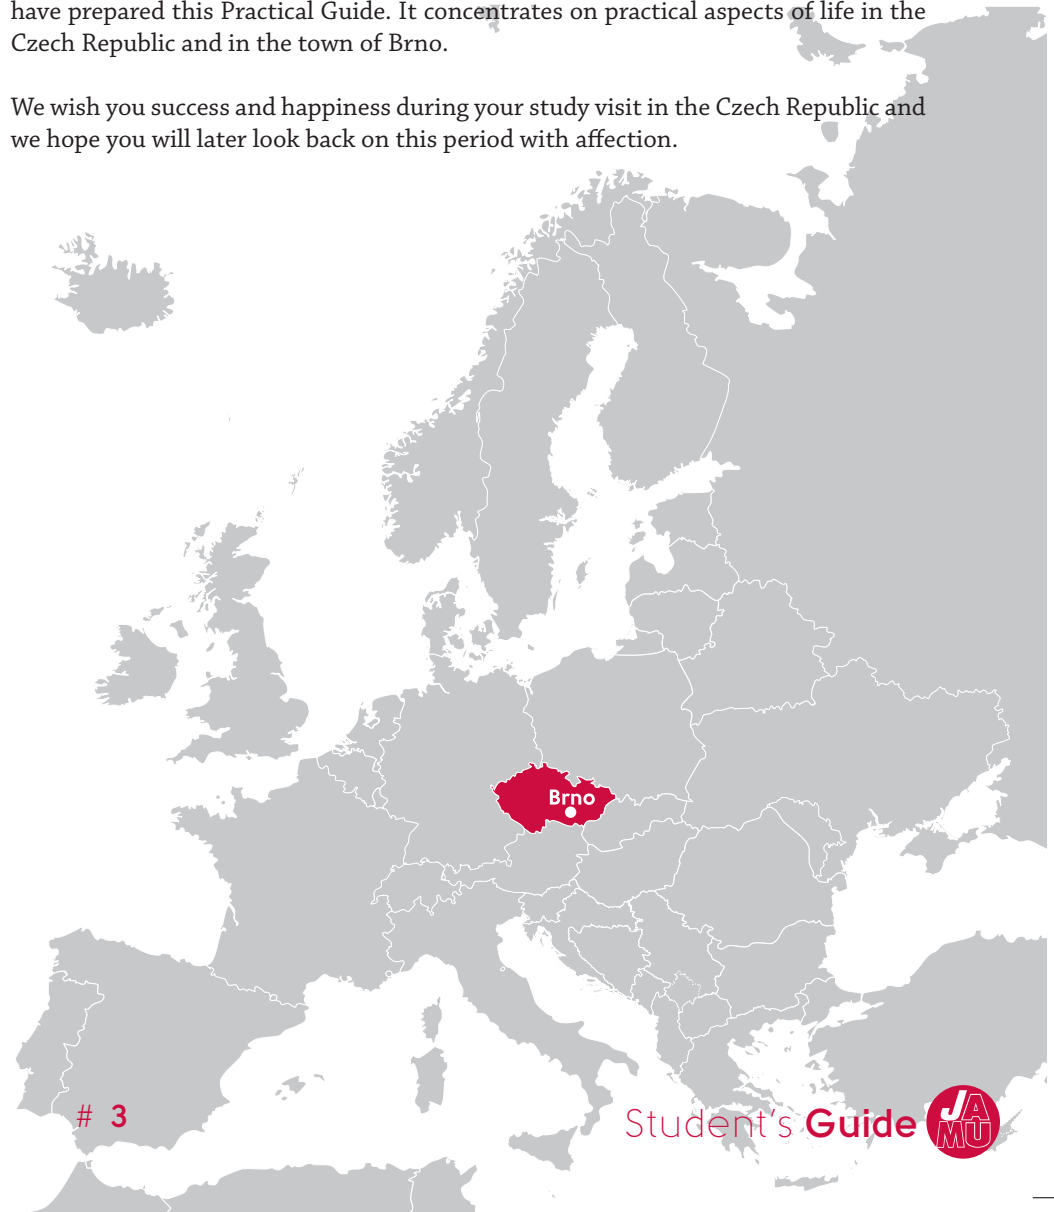 have prepared this Practical Guide. It concentrates on practical aspects of life in the
Czech Republic and in the town of Brno.
We wish you success and happiness during your study visit in the Czech Republic and
we hope you will later look back on this period with affection.
Brno
# 3
Student's Guide
JA
MU